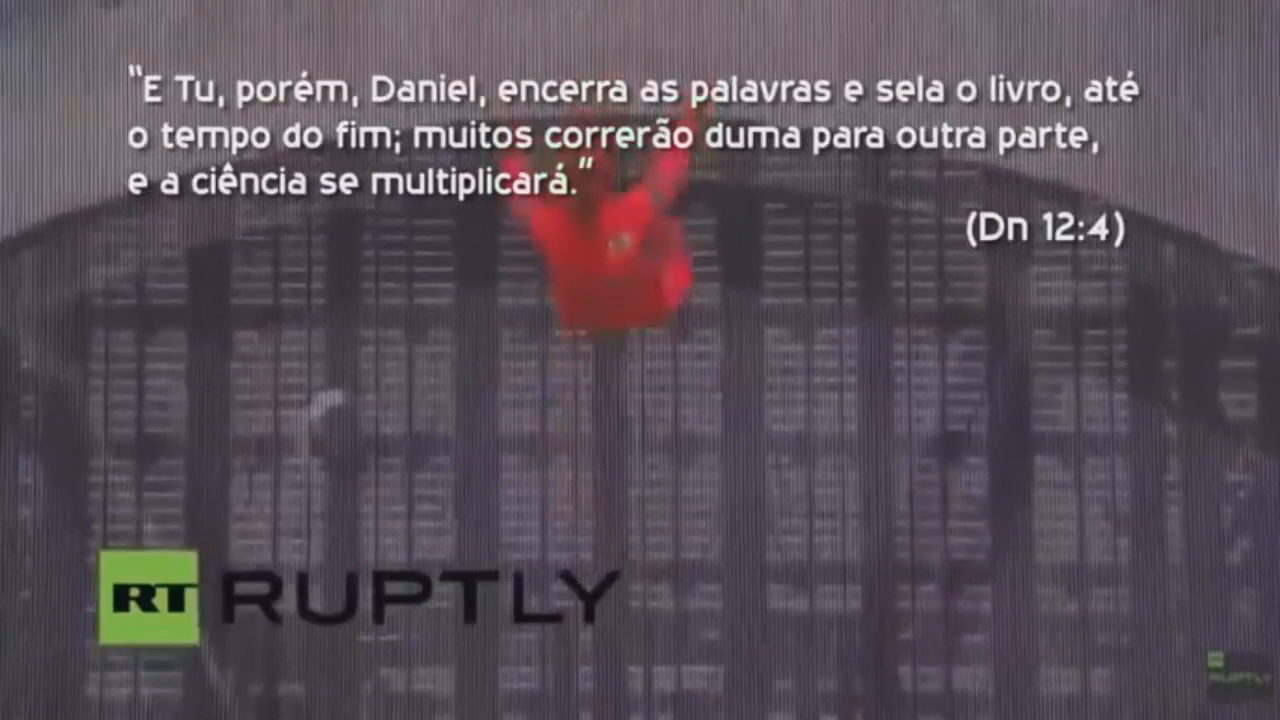 "E Tu, porém, Daniel, encerra as palavras e sela o livro, até
o tempo do fim; muitos correrão duma para outra parte,
e a ciência se multiplicará."
(Dn 12:4)
RT RUPTLY
RUPTLY